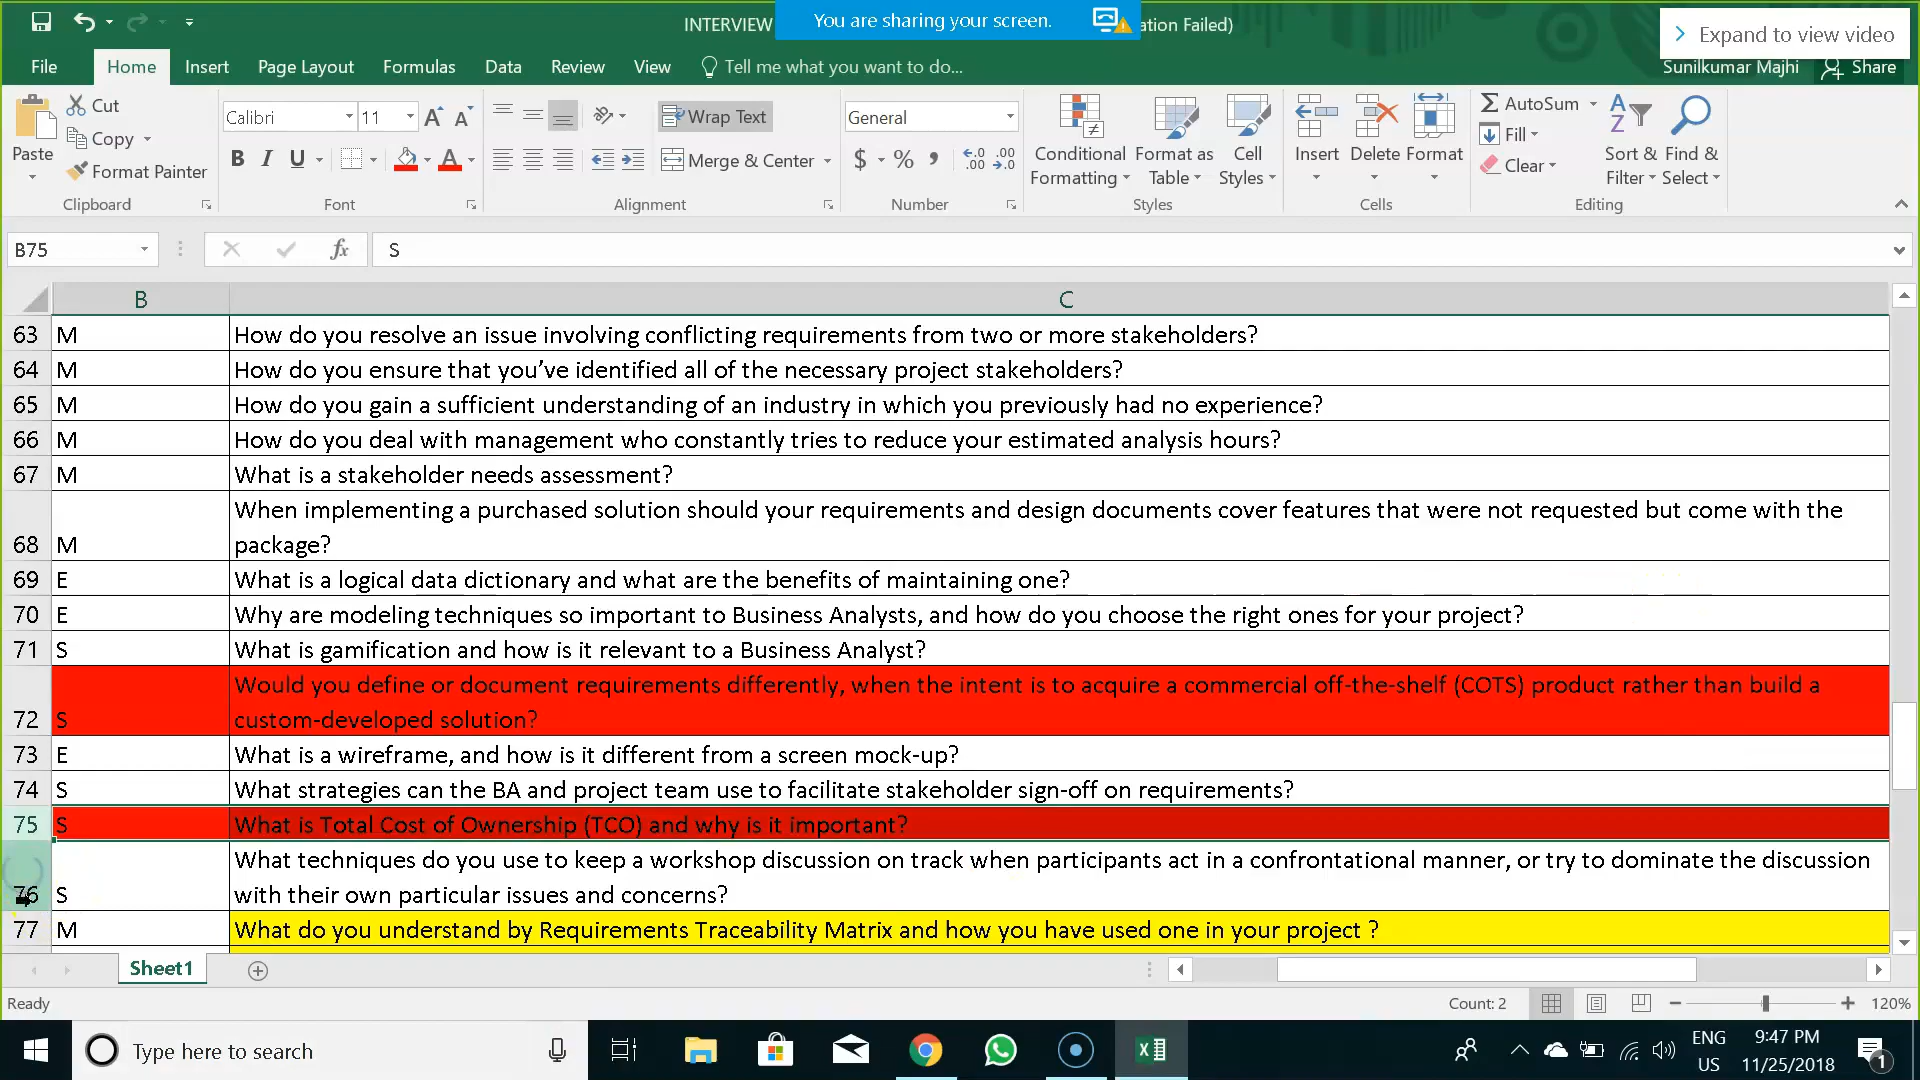 INTERVIEW
You are sharing your screen.
ation Failed)
Expand to view video
File
Home
Insert
Page Layout
Formulas
Data
Review
View
Tell me what you want to do...
Sunilkumar Majhi
Share
Paste
Cut
Copy
Format Painter
Clipboard
Calibri
11
A A
B I U
A
Font
Wrap Text
Merge & Center
Alignment
General
$ % ,
Number
Conditional Formatting
Format as Table
Cell Styles
Styles
Insert
Delete
Format
Cells
AutoSum
Fill
Clear
Sort & Filter
Find & Select
Editing
B75
fx
S
B
C
63 M How do you resolve an issue involving conflicting requirements from two or more stakeholders?
64 M How do you ensure that you’ve identified all of the necessary project stakeholders?
65 M How do you gain a sufficient understanding of an industry in which you previously had no experience?
66 M How do you deal with management who constantly tries to reduce your estimated analysis hours?
67 M What is a stakeholder needs assessment?
When implementing a purchased solution should your requirements and design documents cover features that were not requested but come with the
68 M package?
69 E What is a logical data dictionary and what are the benefits of maintaining one?
70 E Why are modeling techniques so important to Business Analysts, and how do you choose the right ones for your project?
71 S What is gamification and how is it relevant to a Business Analyst?
Would you define or document requirements differently, when the intent is to acquire a commercial off-the-shelf (COTS) product rather than build a
72 S custom-developed solution?
73 E What is a wireframe, and how is it different from a screen mock-up?
74 S What strategies can the BA and project team use to facilitate stakeholder sign-off on requirements?
75 S What is Total Cost of Ownership (TCO) and why is it important?
What techniques do you use to keep a workshop discussion on track when participants act in a confrontational manner, or try to dominate the discussion
76 S with their own particular issues and concerns?
77 M What do you understand by Requirements Traceability Matrix and how you have used one in your project ?
Sheet1
Ready
Count: 2
120%
Type here to search
ENG
US
9:47 PM
11/25/2018
1